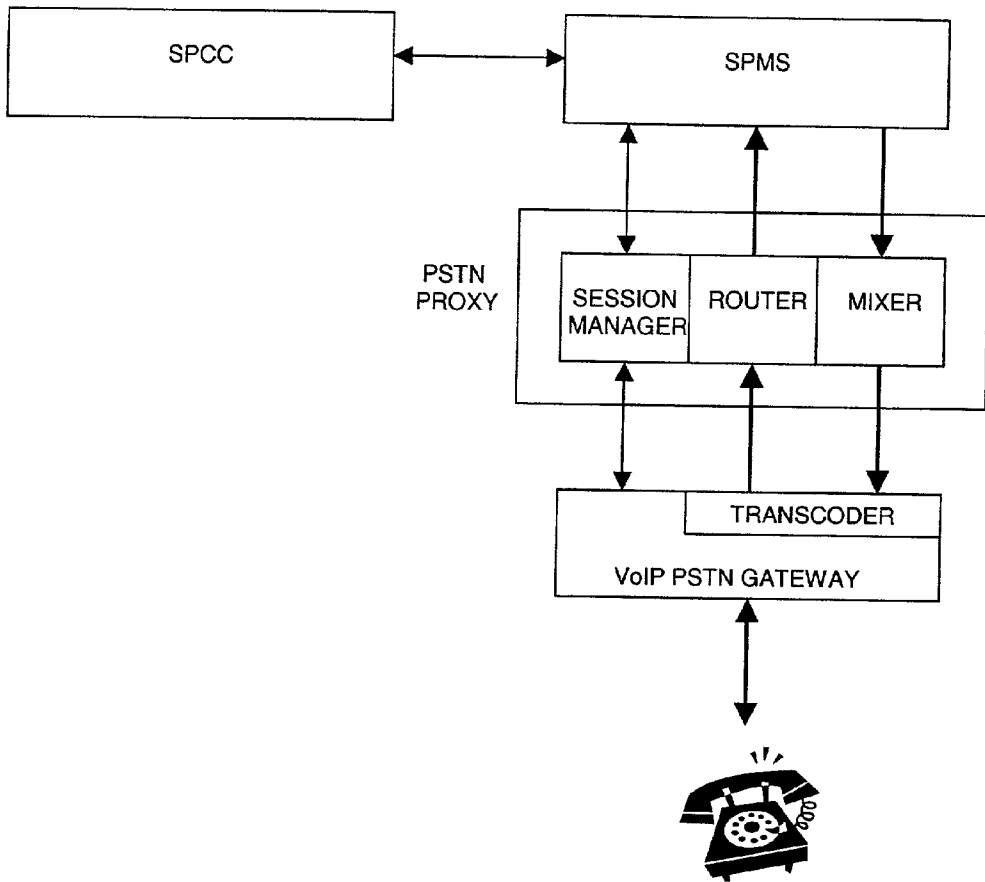 SPCC
SPMS
PSTN
PROXY
SESSION
MANAGER
ROUTER
MIXER
TRANSCODER
VoIP PSTN GATEWAY